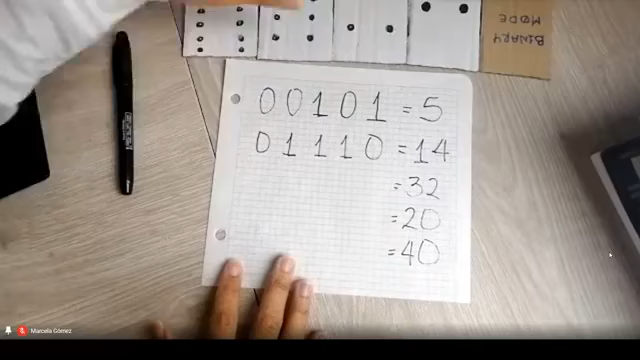 BINARY
MODE
00101 = 5
01110 = 14
= 32
= 20
= 40
Marcela Gómez